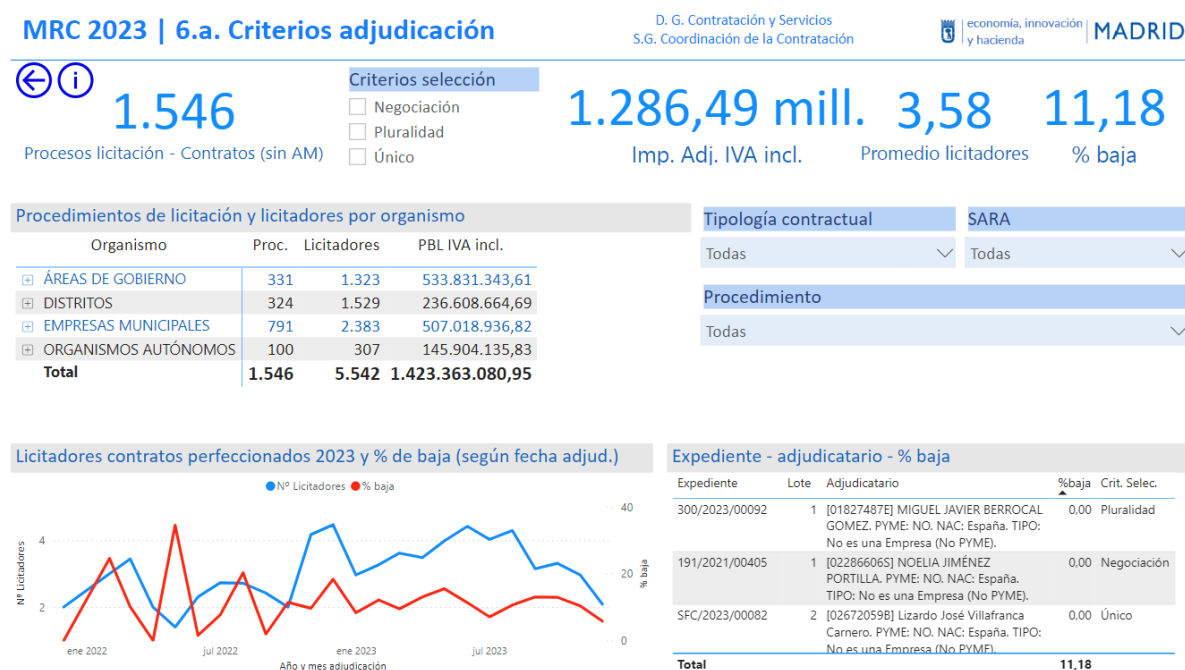 MRC 2023 | 6.a. Criterios adjudicación
D. G. Contratación y Servicios
S.G. Coordinación de la Contratación
economía, innovación
y hacienda
MADRID
1.546
Procesos licitación - Contratos (sin AM)
Criterios selección
Negociación
Pluralidad
Único
1.286,49 mill.
Imp. Adj. IVA incl.
3,58
Promedio licitadores
11,18
% baja
Procedimientos de licitación y licitadores por organismo
Organismo Proc. Licitadores PBL IVA incl.
ÁREAS DE GOBIERNO 331 1.323 533.831.343,61
DISTRITOS 324 1.529 236.608.664,69
EMPRESAS MUNICIPALES 791 2.383 507.018.936,82
ORGANISMOS AUTÓNOMOS 100 307 145.904.135,83
Total 1.546 5.542 1.423.363.080,95
Tipología contractual
Todas
SARA
Todas
Procedimiento
Todas
Licitadores contratos perfeccionados 2023 y % de baja (según fecha adjud.)
Nº Licitadores % baja
Nº Licitadores
4
2
40
20
0
% baja
ene 2022 jul 2022 ene 2023 jul 2023
Año y mes adjudicación
Expediente - adjudicatario - % baja
Expediente Lote Adjudicatario %baja Crit. Selec.
300/2023/00092 1 [01827487E] MIGUEL JAVIER BERROCAL 0,00 Pluralidad
GOMEZ. PYME: NO. NAC: España. TIPO:
No es una Empresa (No PYME).
191/2021/00405 1 [02286606S] NOELIA JIMÉNEZ 0,00 Negociación
PORTILLA. PYME: NO. NAC: España.
TIPO: No es una Empresa (No PYME).
SFC/2023/00082 2 [02672059B] Lizardo José Villafranca 0,00 Único
Carnero. PYME: NO. NAC: España. TIPO:
No es una Empresa (No PYME).
Total 11,18